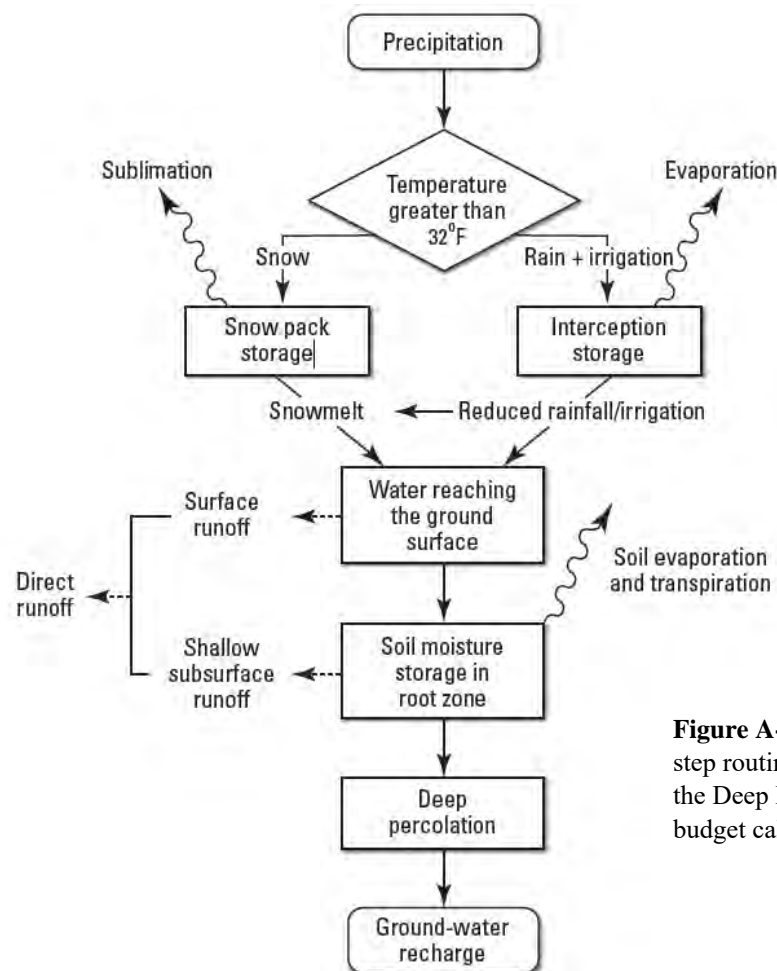 Precipitation
Sublimation
Evaporation
Temperature
greater than
32°F
Snow
Rain + irrigation
Snow pack
storage
Interception
storage
Snowmelt
Reduced rainfall/irrigation
Water reaching
the ground
surface
Surface
runoff
Soil evaporation
and transpiration
Direct
runoff
Shallow
subsurface
runoff
Soil moisture
storage in
root zone
Figure A-
step routin
the Deep
budget ca
Deep
percolation
Ground-water
recharge